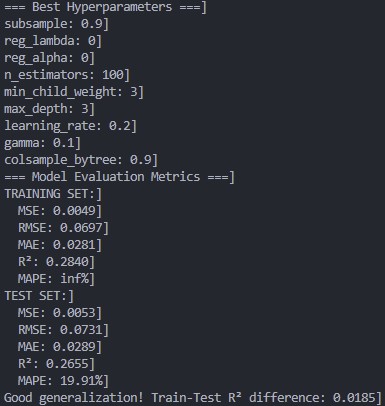 === Best Hyperparameters ===]
subsample: 0.9]
reg_lambda: 0]
reg_alpha: 0]
n_estimators: 100]
min_child_weight: 3]
max_depth: 3]
learning_rate: 0.2]
gamma: 0.1]
colsample_bytree: 0.9]
=== Model Evaluation Metrics ===]
TRAINING SET:]
  MSE: 0.0049]
  RMSE: 0.0697]
  MAE: 0.0281]
  R²: 0.2840]
  MAPE: inf%]
TEST SET:]
  MSE: 0.0053]
  RMSE: 0.0731]
  MAE: 0.0289]
  R²: 0.2655]
  MAPE: 19.91%]
Good generalization! Train-Test R² difference: 0.0185]